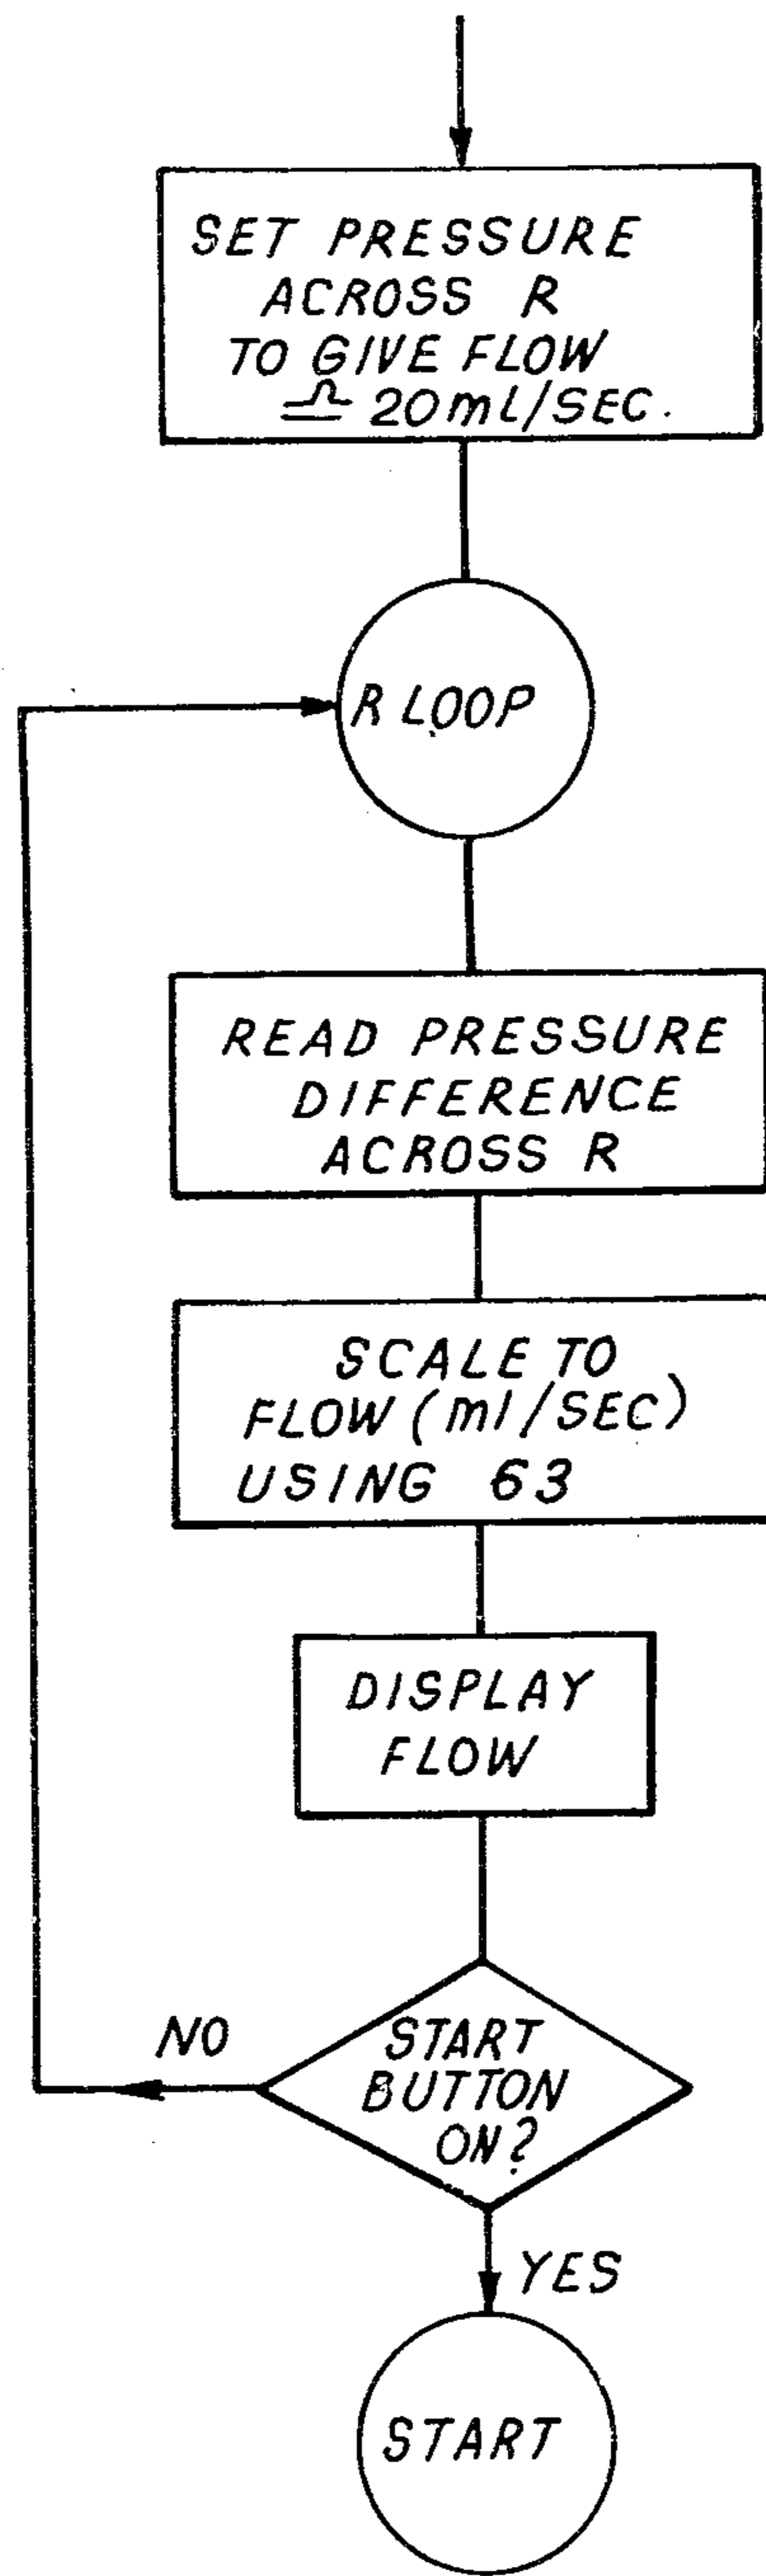 SET PRESSURE
ACROSS R
TO GIVE FLOW
≏ 20ml/SEC.
R LOOP
READ PRESSURE
DIFFERENCE
ACROSS R
SCALE TO
FLOW (ml/SEC)
USING 63
DISPLAY
FLOW
START
BUTTON
ON?
NO
YES
START